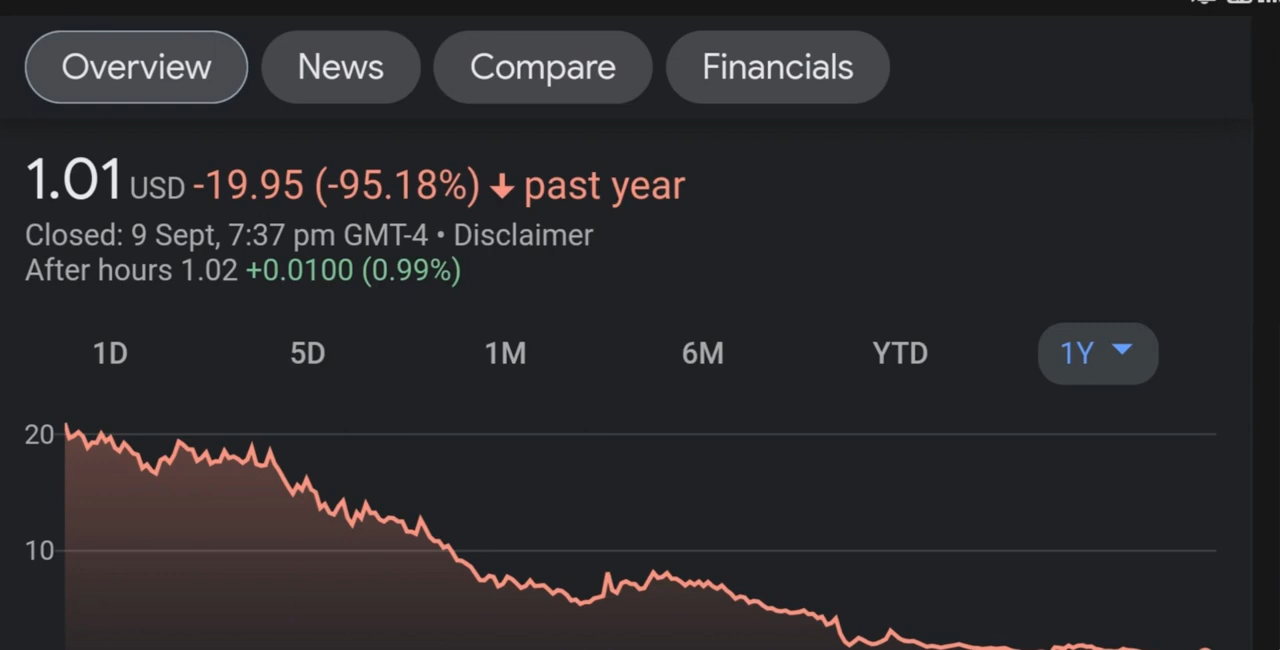 Overview News Compare Financials
1.01 USD -19.95 (-95.18%) ↓ past year
Closed: 9 Sept, 7:37 pm GMT-4 • Disclaimer
After hours 1.02 +0.0100 (0.99%)
1D 5D 1M 6M YTD 1Y
20
10